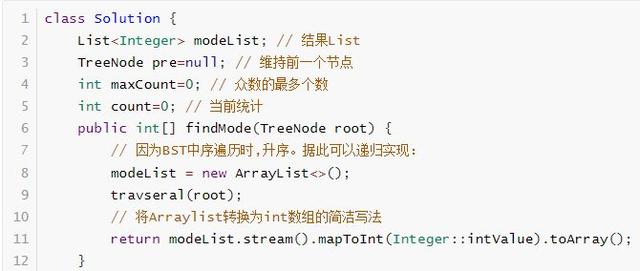 1 class Solution {
2 List<Integer> modeList; // 结果List
3 TreeNode pre=null; // 维持前一个节点
4 int maxCount=0; // 众数的最多个数
5 int count=0; // 当前统计
6 public int[] findMode(TreeNode root) {
7 // 因为BST中序遍历时,升序。据此可以递归实现:
8 modeList = new ArrayList<>();
9 travseral(root);
10 // 将Arraylist转换为int数组的简洁写法
11 return modeList.stream().mapToInt(Integer::intValue).toArray();
12 }